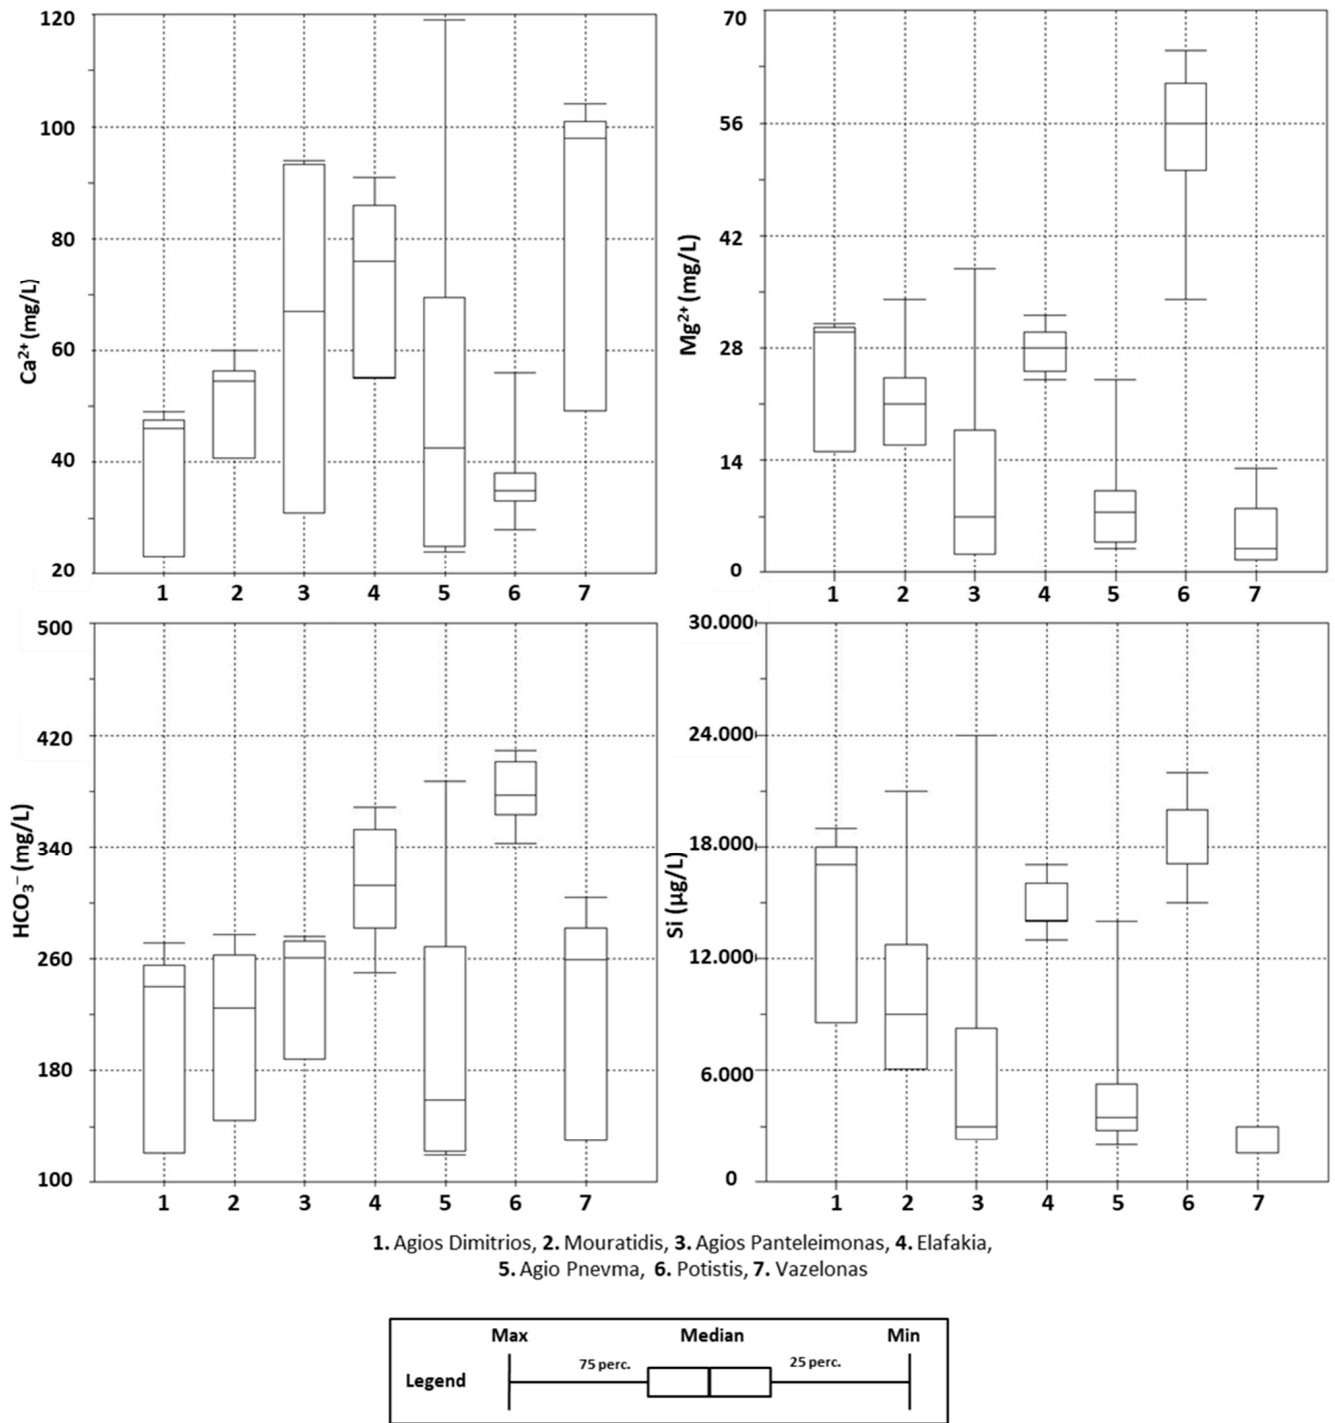 120
100
80
60
40
20
Ca²⁺ (mg/L)
1 2 3 4 5 6 7
70
56
42
28
14
0
Mg²⁺ (mg/L)
1 2 3 4 5 6 7
500
420
340
260
180
100
HCO₃⁻ (mg/L)
1 2 3 4 5 6 7
30.000
24.000
18.000
12.000
6.000
0
Si (μg/L)
1 2 3 4 5 6 7
1. Agios Dimitrios, 2. Mouratidis, 3. Agios Panteleimonas, 4. Elafakia,
5. Agio Pnevma, 6. Potistis, 7. Vazelonas
Max Median Min
75 perc. 25 perc.
Legend